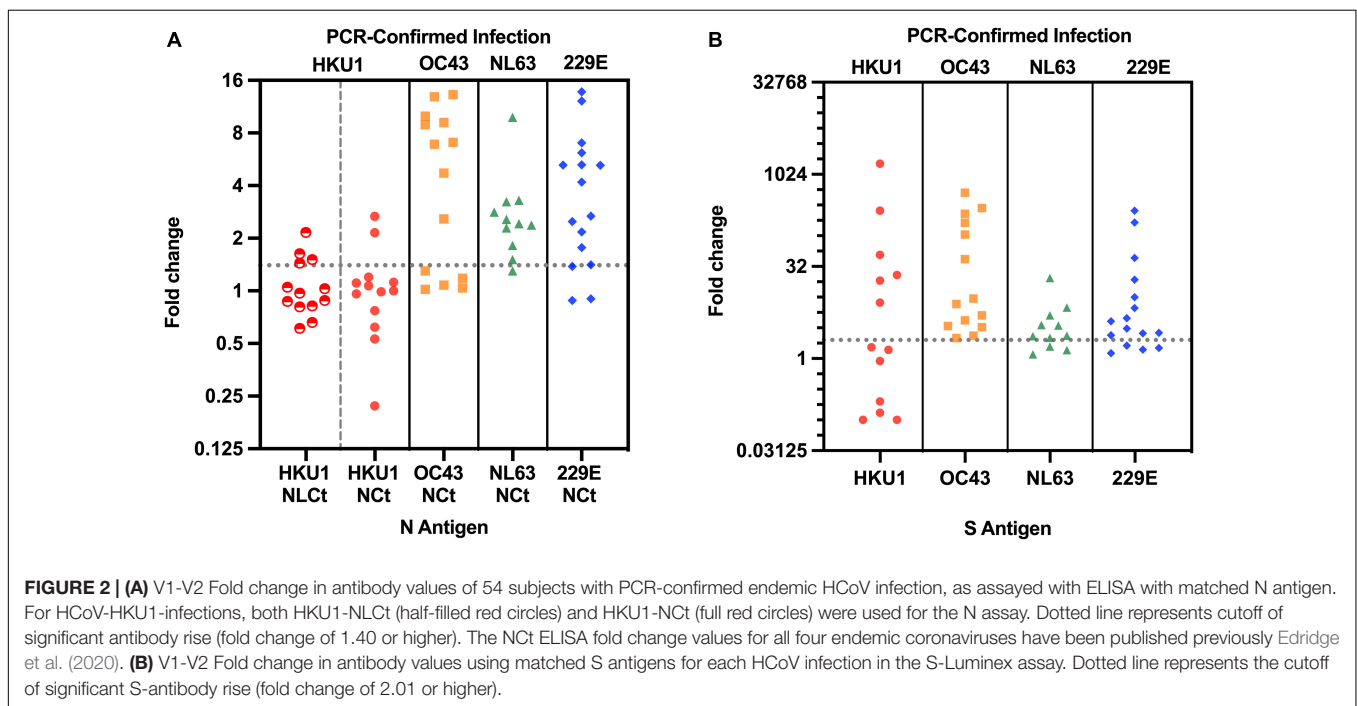 A
PCR-Confirmed Infection
HKU1 OC43 NL63 229E
16
8
4
2
1
0.5
0.25
0.125
Fold change
HKU1 HKU1 OC43 NL63 229E
NLCt NCt NCt NCt NCt
N Antigen
B
PCR-Confirmed Infection
HKU1 OC43 NL63 229E
32768
1024
32
1
0.03125
Fold change
HKU1 OC43 NL63 229E
S Antigen
FIGURE 2 | (A) V1-V2 Fold change in antibody values of 54 subjects with PCR-confirmed endemic HCoV infection, as assayed with ELISA with matched N antigen.
For HCoV-HKU1-infections, both HKU1-NLCt (half-filled red circles) and HKU1-NCt (full red circles) were used for the N assay. Dotted line represents cutoff of
significant antibody rise (fold change of 1.40 or higher). The NCt ELISA fold change values for all four endemic coronaviruses have been published previously Edridge
et al. (2020). (B) V1-V2 Fold change in antibody values using matched S antigens for each HCoV infection in the S-Luminex assay. Dotted line represents the cutoff
of significant S-antibody rise (fold change of 2.01 or higher).